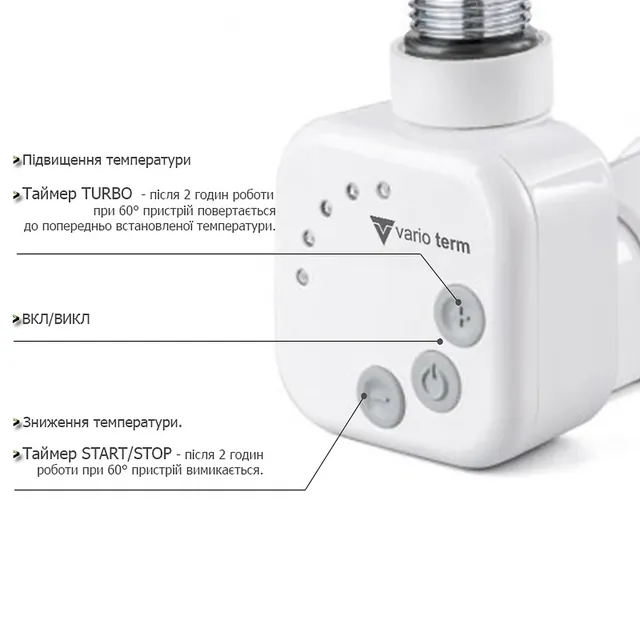 Підвищення температури
Таймер TURBO - після 2 годин роботи
при 60° пристрій повертається
до попередньо встановленої температури.
vario term
ВКЛ/ВИКЛ
Зниження температури.
Таймер START/STOP - після 2 годин
роботи при 60° пристрій вимикається.